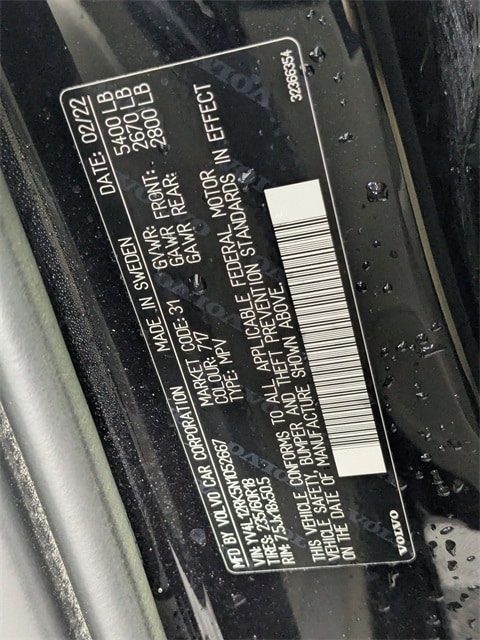 MFD BY VOLVO CAR CORPORATION MADE IN SWEDEN DATE: 02/22
VIN: YV4L12RK5N1052667 MARKET CODE: 31 GVWR: 5400 LB
TIRES: 235/60R18 COLOUR: 717 GAWR FRONT: 2670 LB
RIM: 7.5Jx18x50.5 TYPE: MPV GAWR REAR: 2800 LB
THIS VEHICLE CONFORMS TO ALL APPLICABLE FEDERAL MOTOR
VEHICLE SAFETY, BUMPER AND THEFT PREVENTION STANDARDS IN EFFECT
ON THE DATE OF MANUFACTURE SHOWN ABOVE.
VOLVO 32366354